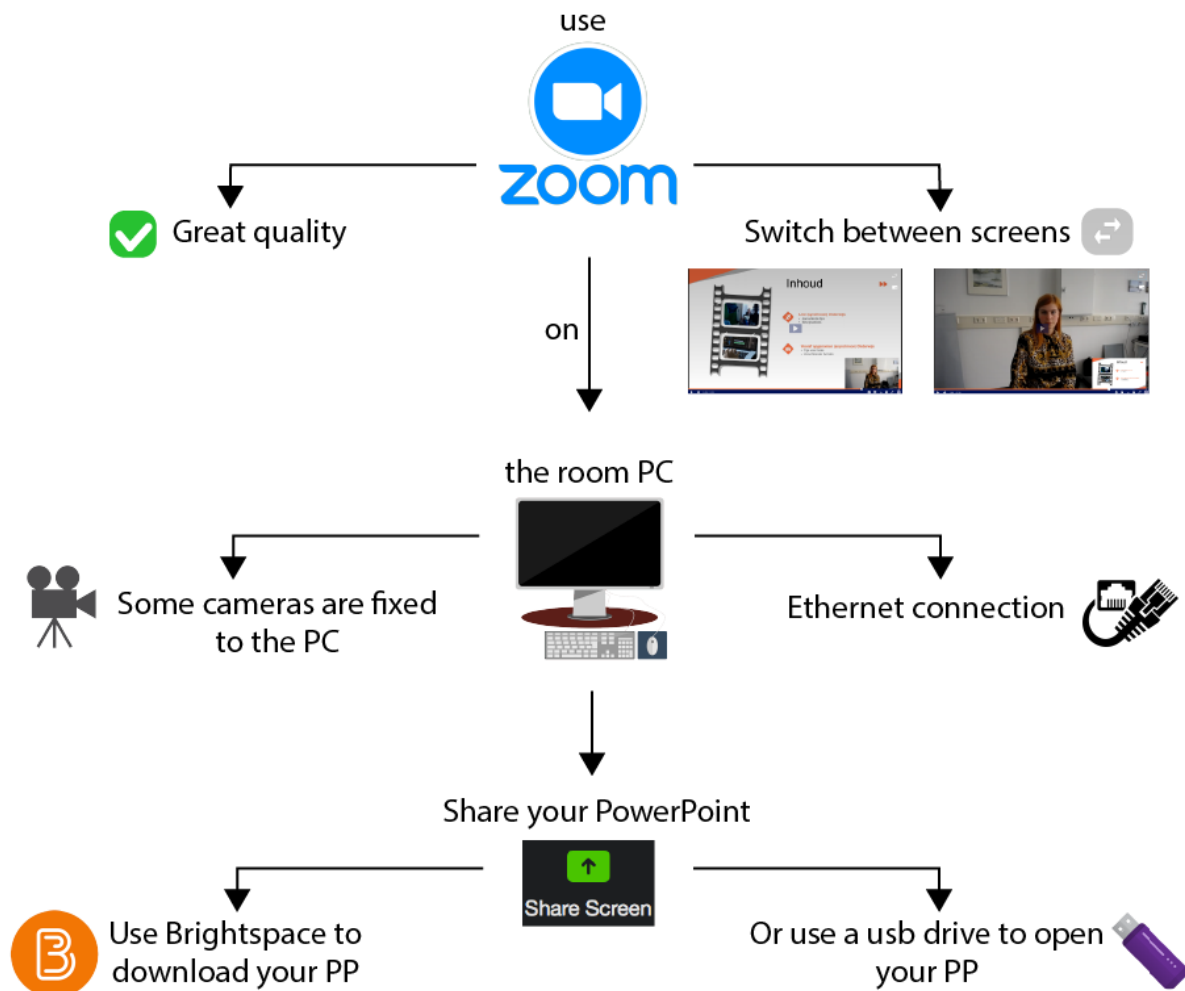 use
zoom
Great quality
Switch between screens
Inhoud
on
the room PC
Some cameras are fixed
to the PC
Ethernet connection
Share your PowerPoint
Share Screen
Use Brightspace to
download your PP
Or use a usb drive to open
your PP